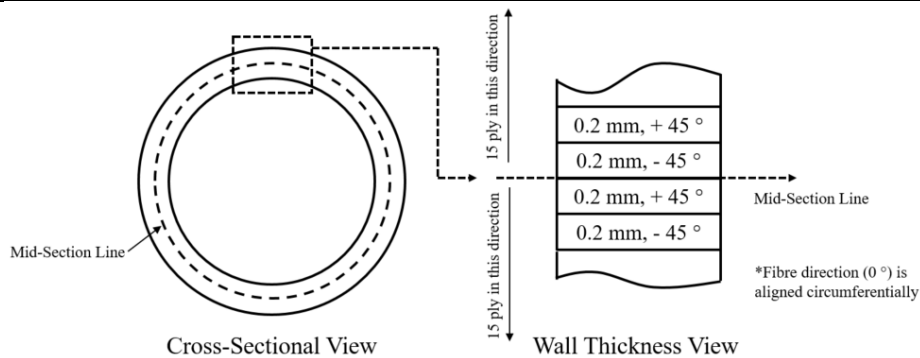 15 ply in this direction
0.2 mm, + 45 °
0.2 mm, - 45 °
Mid-Section Line
0.2 mm, + 45 °
0.2 mm, - 45 °
15 ply in this direction
Mid-Section Line
*Fibre direction (0 °) is
aligned circumferentially
Cross-Sectional View
Wall Thickness View